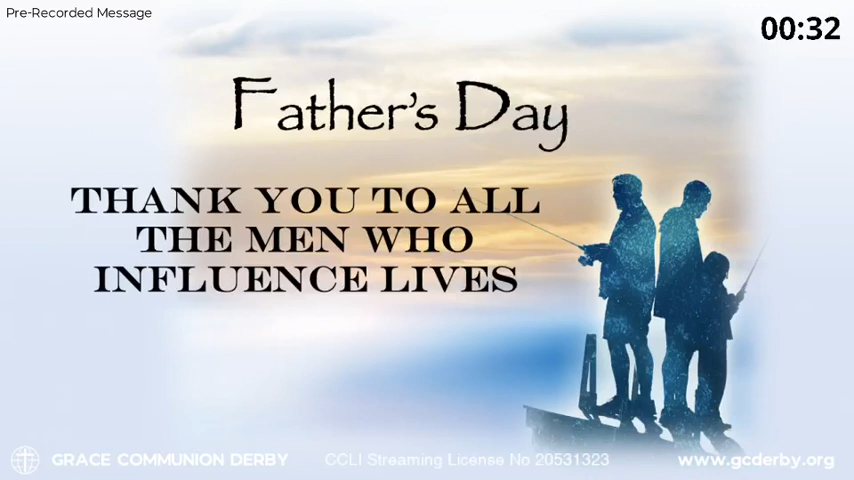 Pre-Recorded Message
00:32
Father's Day
THANK YOU TO ALL
THE MEN WHO
INFLUENCE LIVES
GRACE COMMUNION DERBY
CCLI Streaming License No 20531323
www.gcderby.org